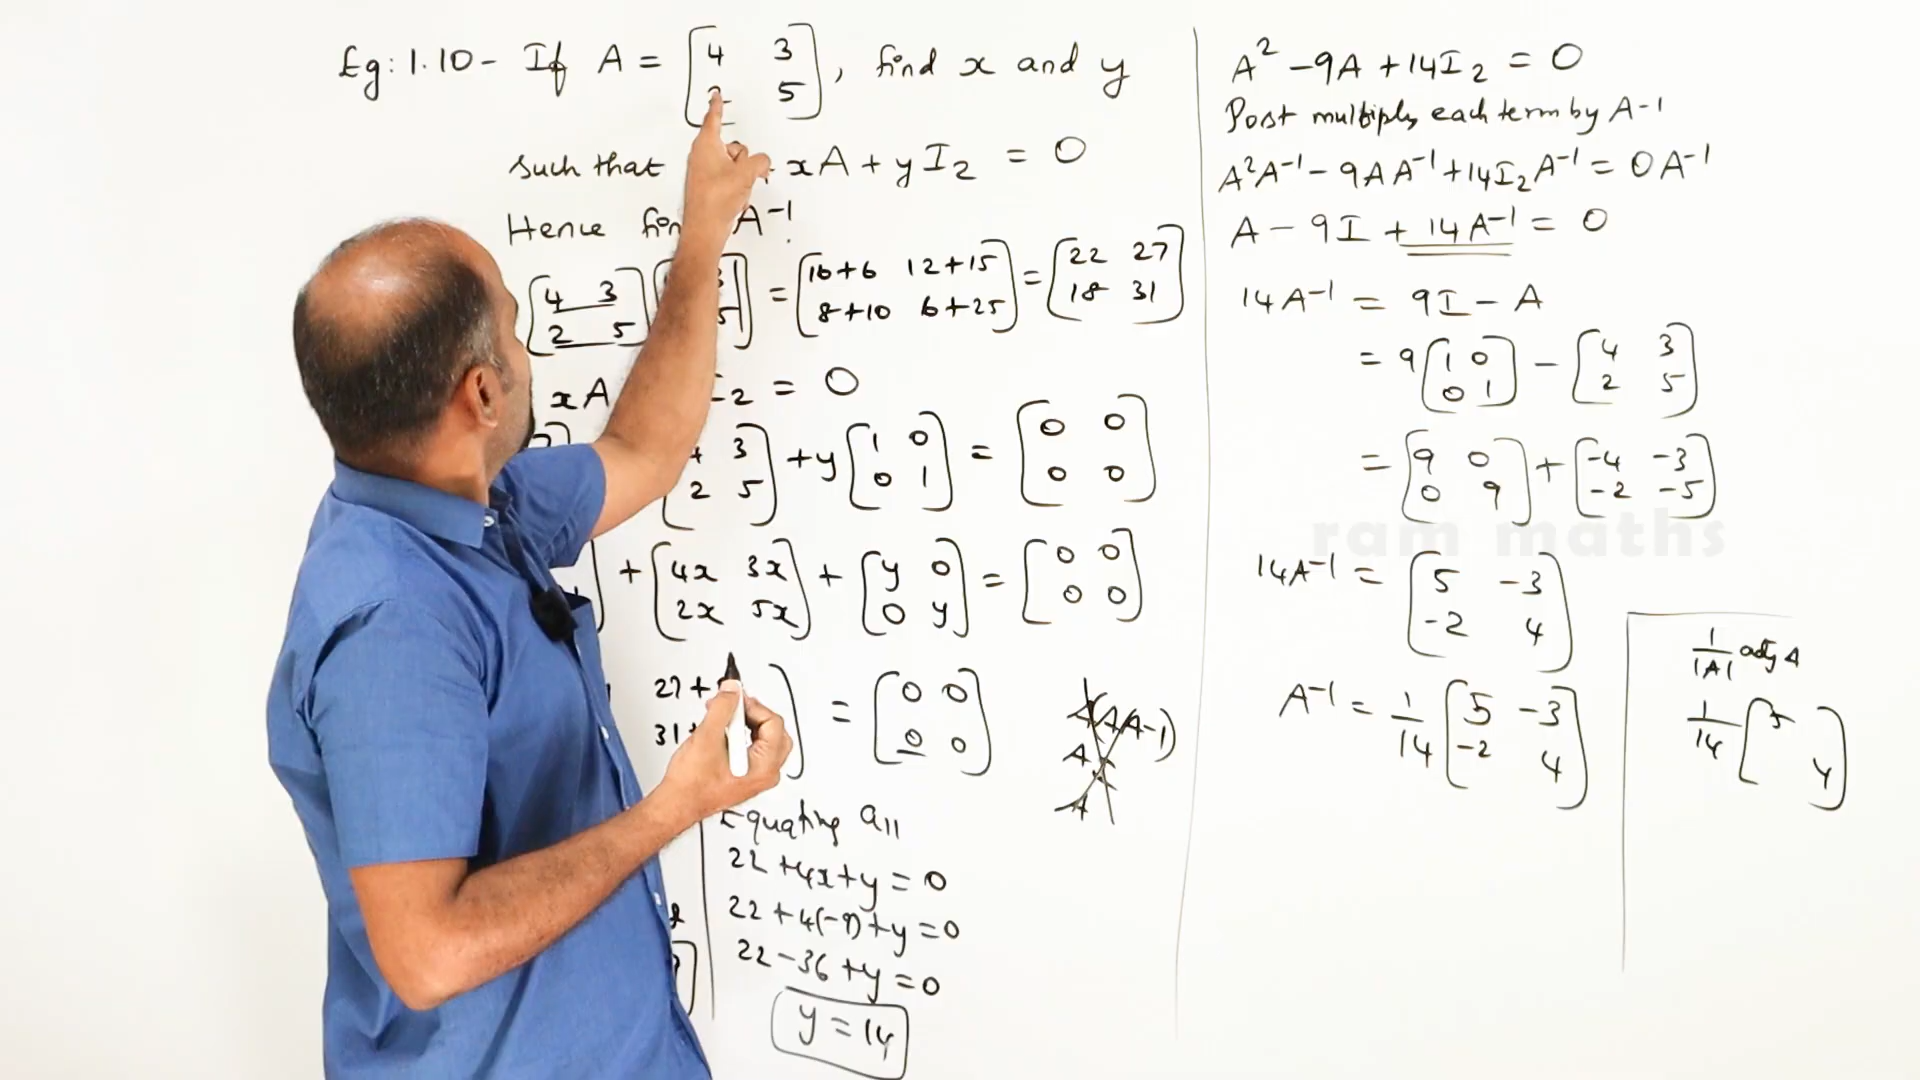 Eg: 1.10 - If A = [4 3 5], find x and y
such that xA + yI2 = 0
Hence A-1.
[4 3 2 5] = [16+6 12+15 8+10 6+25] = [22 27 18 31]
xA 2 = 0
3 2 5] + y[1 0 0 1] = [0 0 0 0]
+ [4x 3x 2x 5x] + [y 0 0 y] = [0 0 0 0]
27+
31
= [0 0 0 0]
Equating a11
22 + 4x + y = 0
22 + 4(-9) + y = 0
22 - 36 + y = 0
y = 14
A² - 9A + 14I2 = 0
Post multiply each term by A-1
A²A-1 - 9AA-1 + 14I2A-1 = 0A-1
A - 9I + 14A-1 = 0
14A-1 = 9I - A
= 9[1 0 0 1] - [4 3 2 5]
= [9 0 0 9] + [-4 -3 -2 -5]
ram maths
14A-1 = [5 -3 -2 4]
A-1 = 1/14 [5 -3 -2 4]
1/|A| adj A
1/14 [5 4]